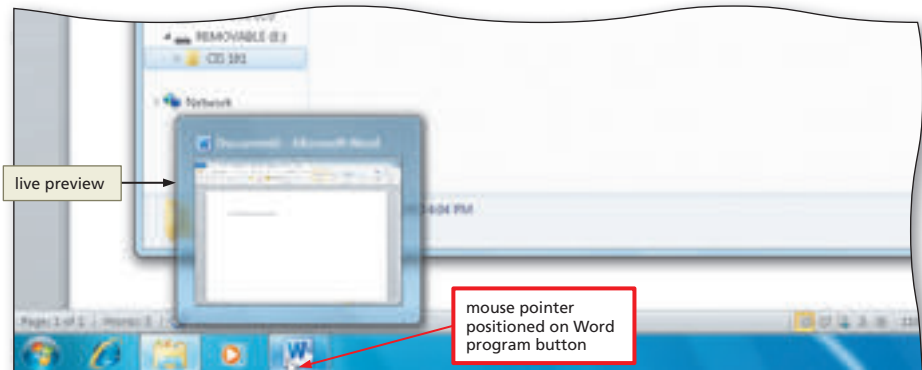 REMOVABLE (E:)
CIS 101
Network
Document1 - Microsoft Word
live preview
PM
mouse pointer
positioned on Word
program button
Page: 1 of 1
W